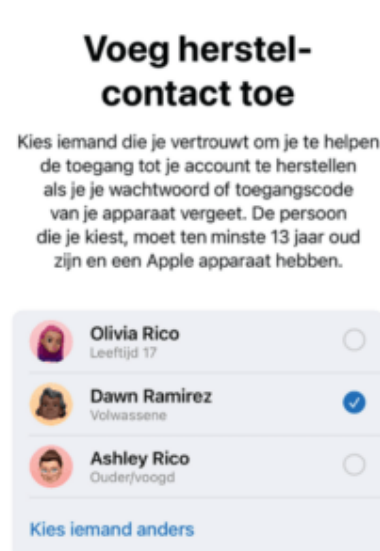 Voeg herstel-
contact toe
Kies iemand die je vertrouwt om je te helpen
de toegang tot je account te herstellen
als je je wachtwoord of toegangscode
van je apparaat vergeet. De persoon
die je kiest, moet ten minste 13 jaar oud
zijn en een Apple apparaat hebben.
Olivia Rico
Leeftijd 17
Dawn Ramirez
Volwassene
Ashley Rico
Ouder/voogd
Kies iemand anders